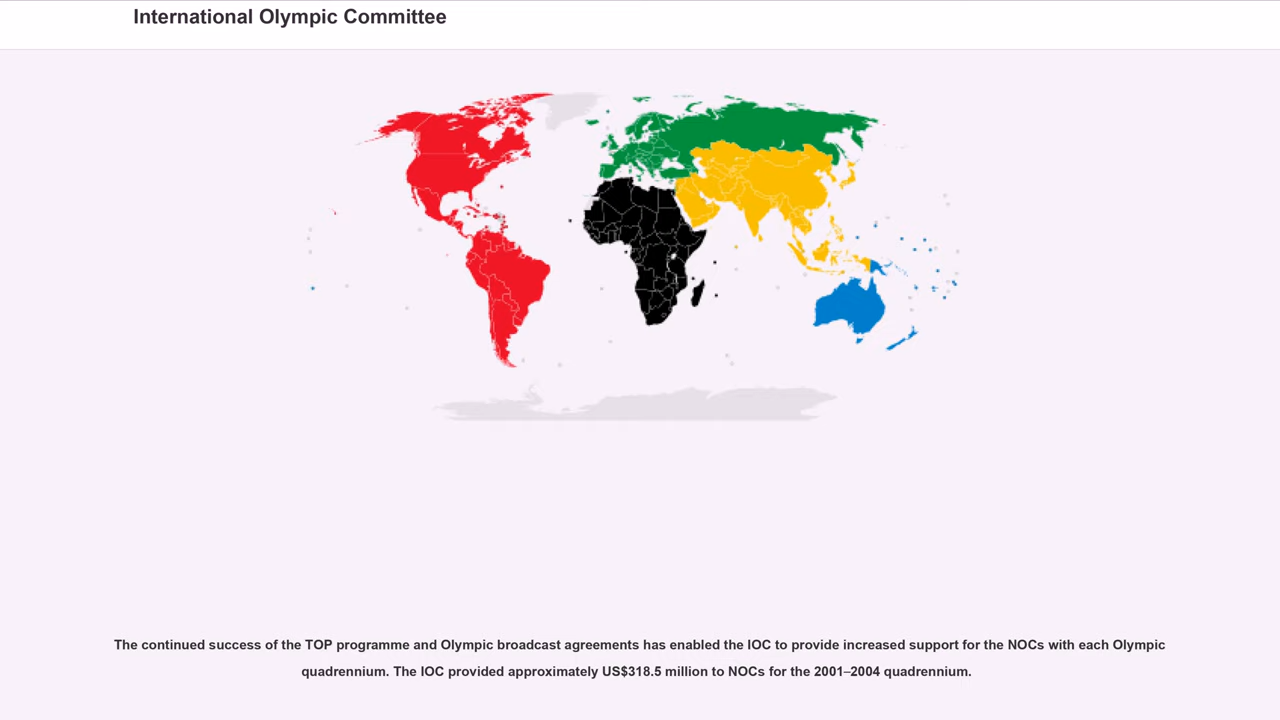 International Olympic Committee
The continued success of the TOP programme and Olympic broadcast agreements has enabled the IOC to provide increased support for the NOCs with each Olympic
quadrennium. The IOC provided approximately US$318.5 million to NOCs for the 2001–2004 quadrennium.